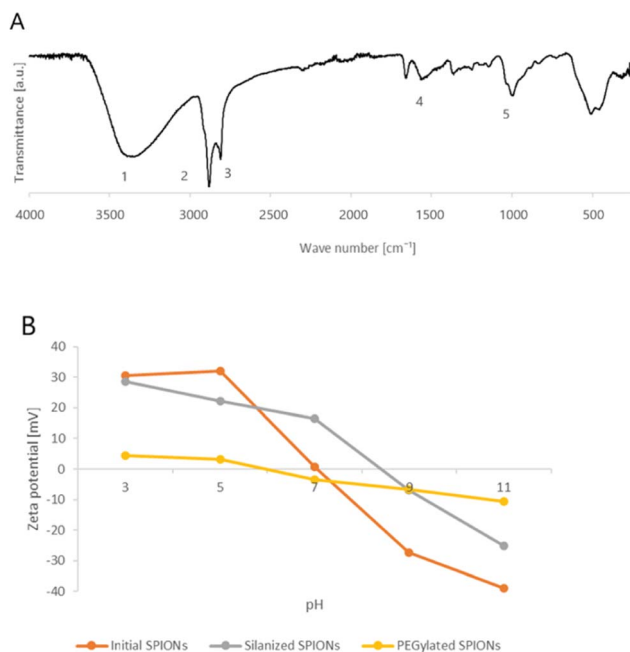 A
Transmittance [a.u.]
1
2
3
4
5
4000 3500 3000 2500 2000 1500 1000 500
Wave number [cm⁻¹]
B
Zeta potential [mV]
40
30
20
10
0
-10
-20
-30
-40
3 5 7 9 11
pH
Initial SPIONs Silanized SPIONs PEGylated SPIONs